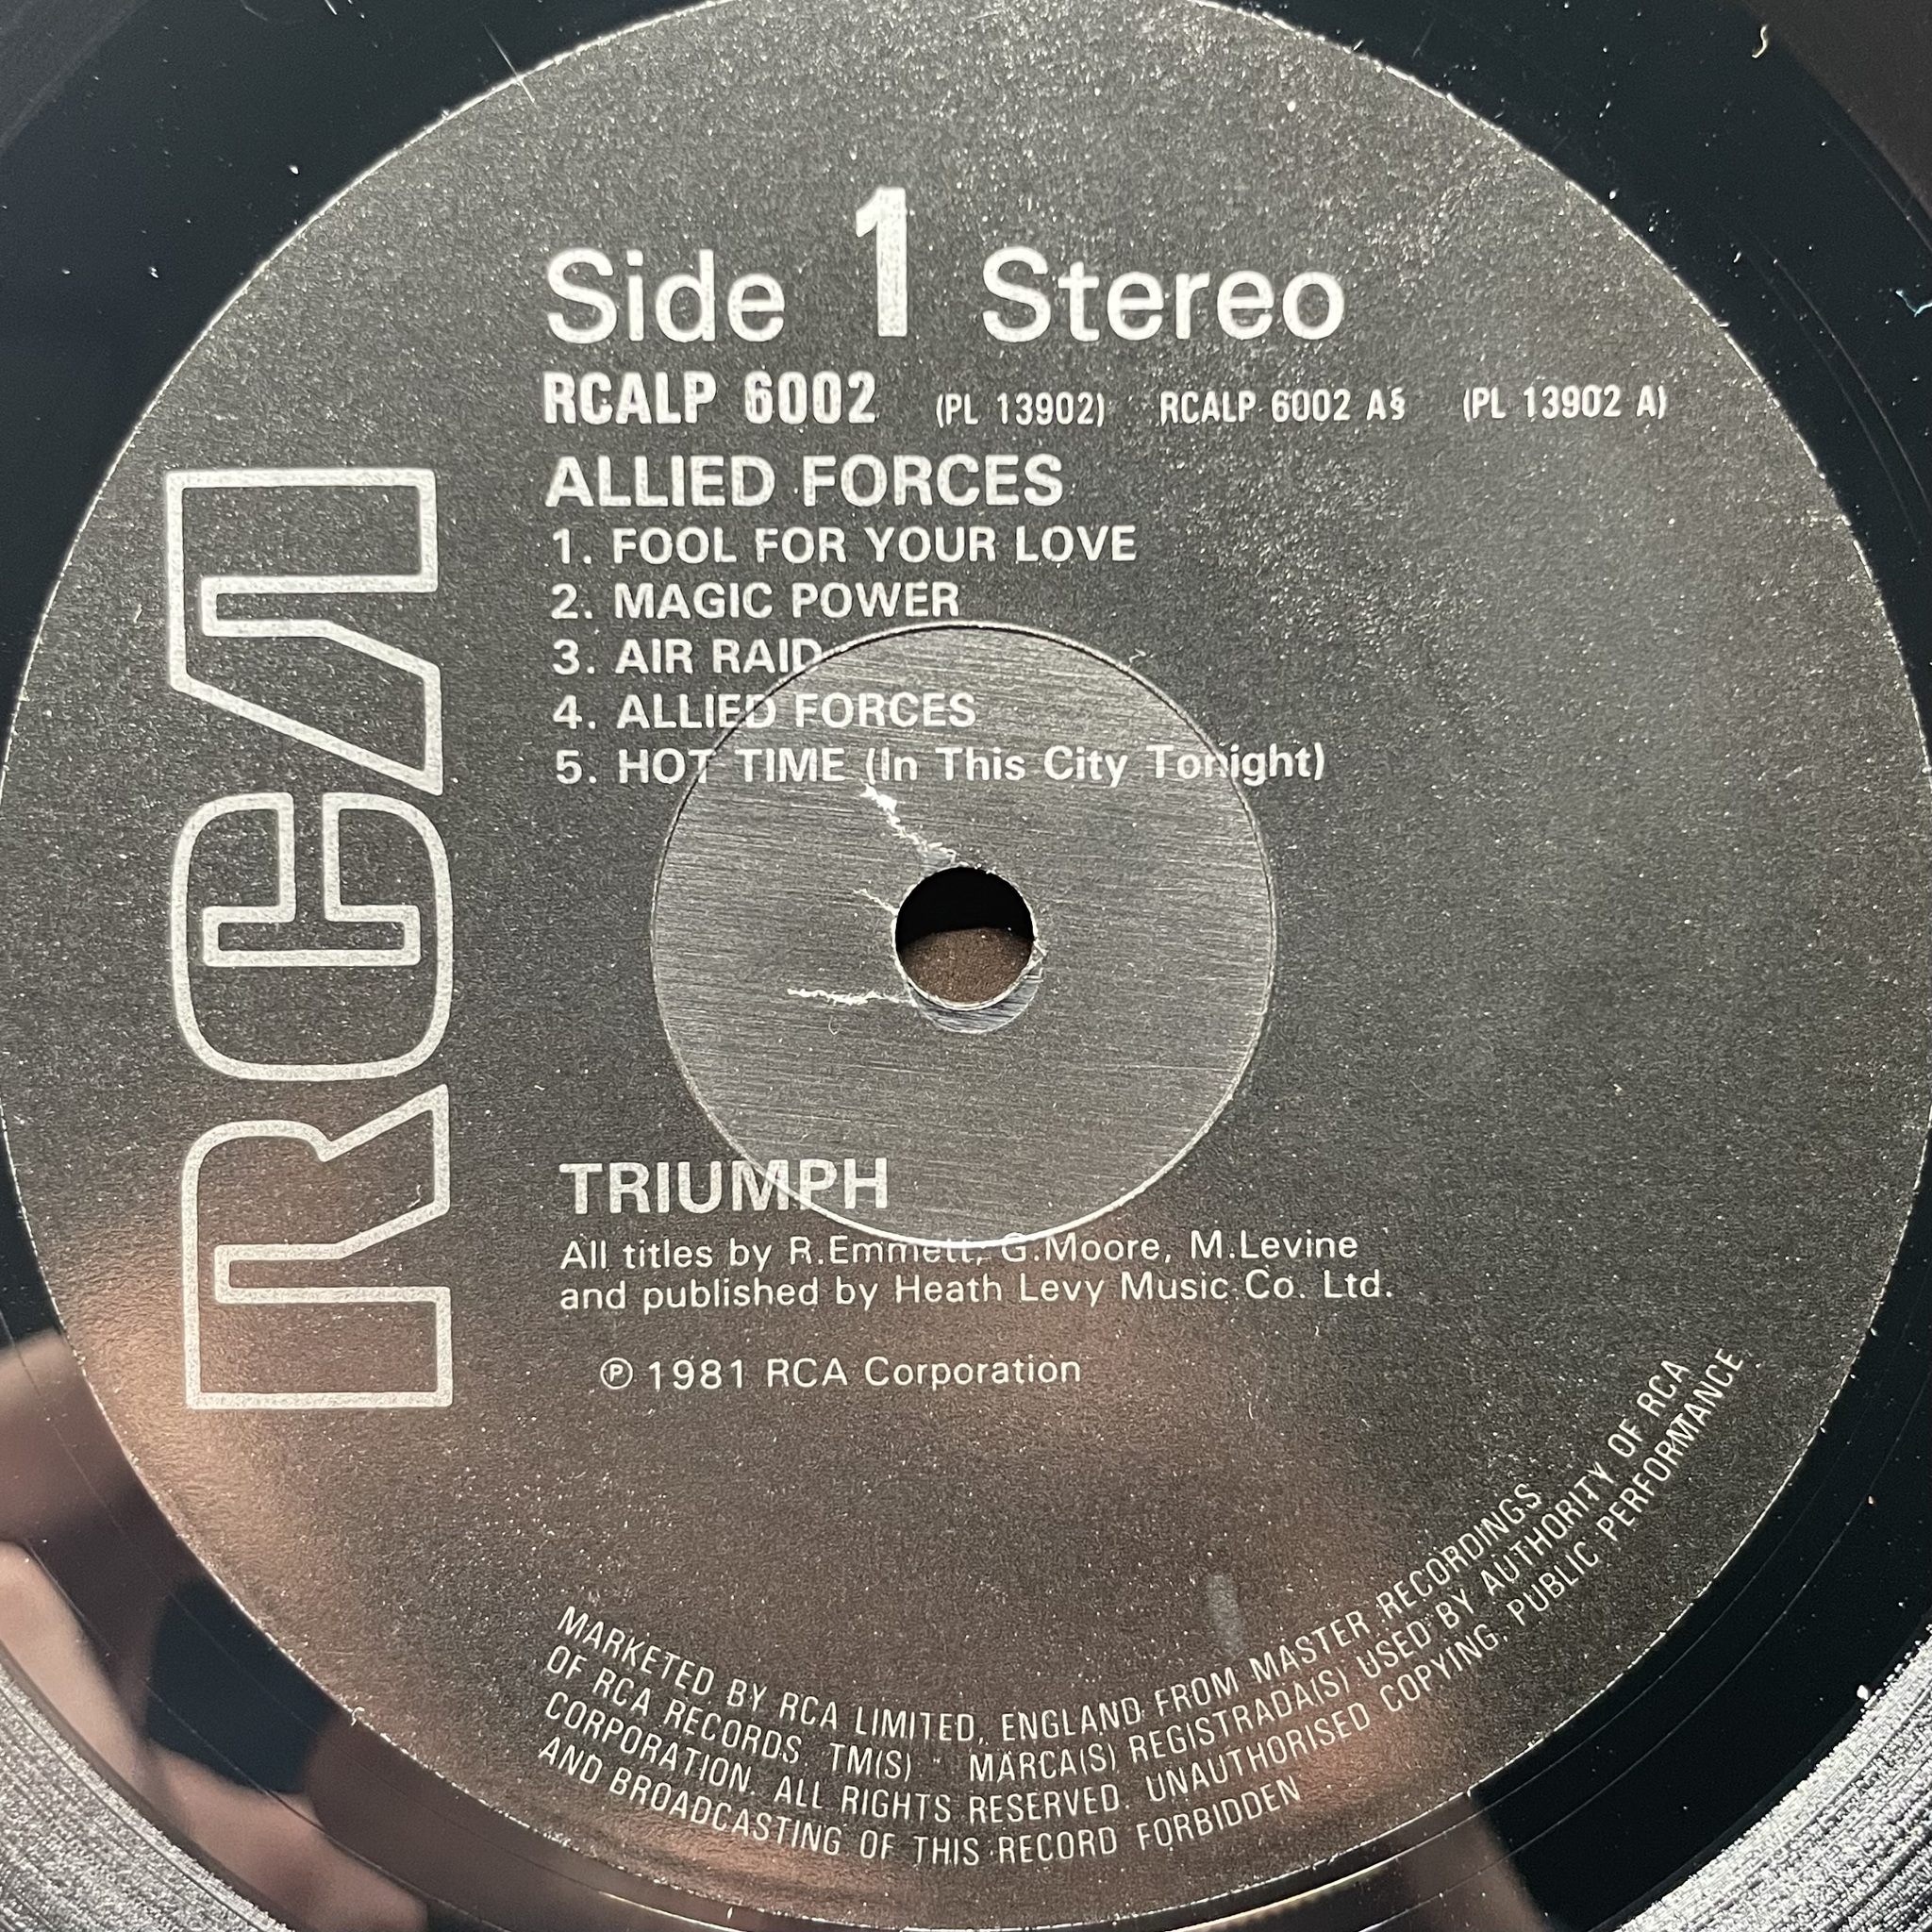 Side 1 Stereo
RCALP 6002 (PL 13902) RCALP 6002 A§ (PL 13902 A)
ALLIED FORCES
1. FOOL FOR YOUR LOVE
2. MAGIC POWER
3. AIR RAID
4. ALLIED FORCES
5. HOT TIME (In This City Tonight)
RCA
TRIUMPH
All titles by R.Emmett, G.Moore, M.Levine
and published by Heath Levy Music Co. Ltd.
℗ 1981 RCA Corporation
MARKETED BY RCA LIMITED, ENGLAND FROM MASTER RECORDINGS
OF RCA RECORDS. TM(S) MARCA(S) REGISTRADA(S) USED BY AUTHORITY OF RCA
CORPORATION. ALL RIGHTS RESERVED. UNAUTHORISED COPYING, PUBLIC PERFORMANCE
AND BROADCASTING OF THIS RECORD FORBIDDEN